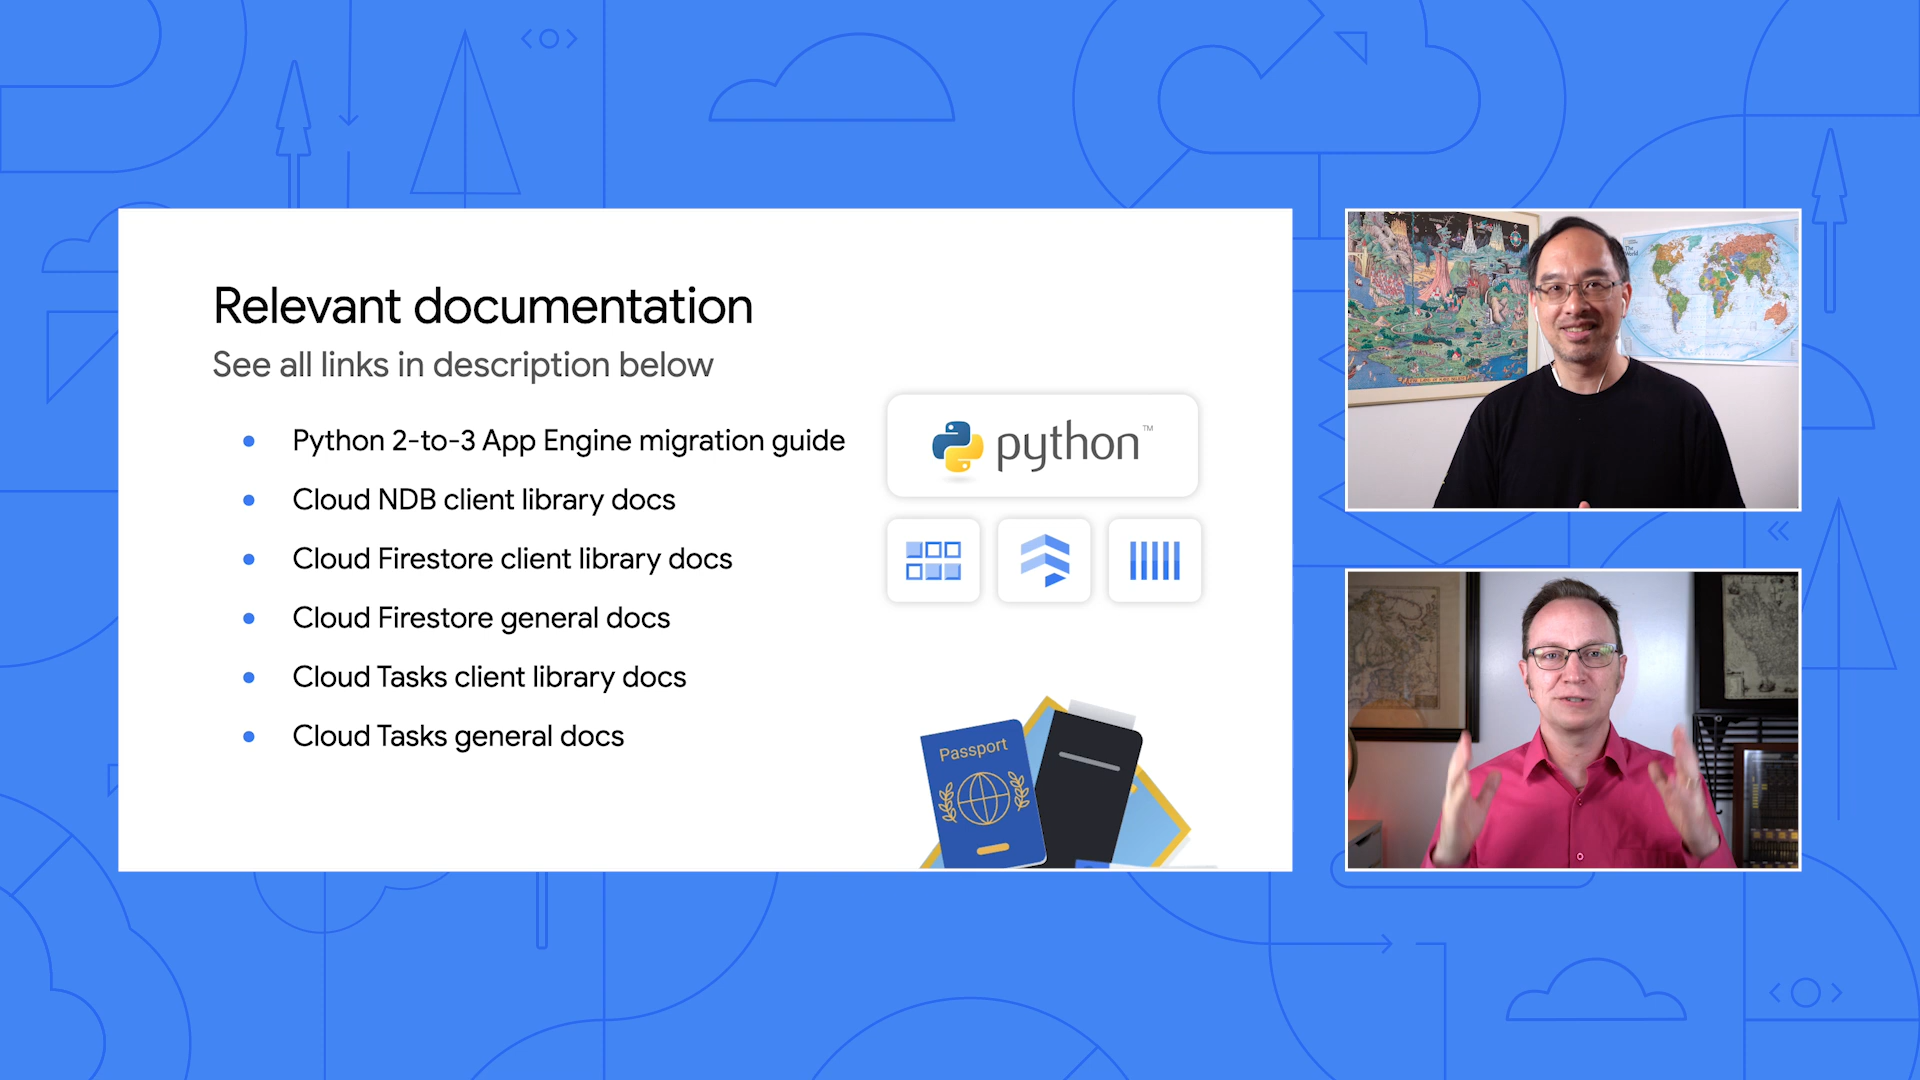 Relevant documentation
See all links in description below
Python 2-to-3 App Engine migration guide
Cloud NDB client library docs
Cloud Firestore client library docs
Cloud Firestore general docs
Cloud Tasks client library docs
Cloud Tasks general docs
python™
Passport
The World